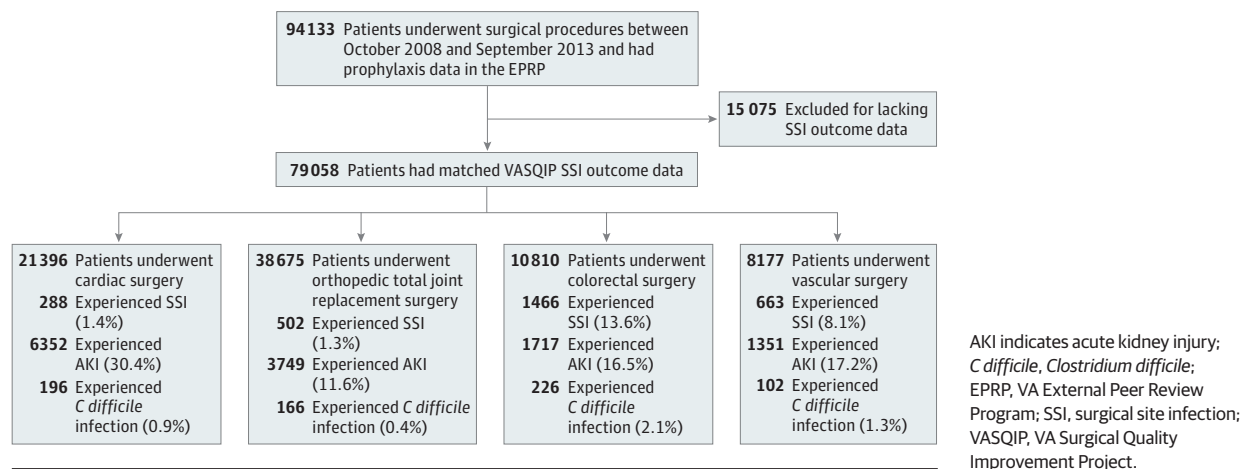 94133 Patients underwent surgical procedures between
October 2008 and September 2013 and had
prophylaxis data in the EPRP
15 075 Excluded for lacking
SSI outcome data
79058 Patients had matched VASQIP SSI outcome data
21396 Patients underwent
cardiac surgery
288 Experienced SSI
(1.4%)
6352 Experienced
AKI (30.4%)
196 Experienced
C difficile
infection (0.9%)
38675 Patients underwent
orthopedic total joint
replacement surgery
502 Experienced SSI
(1.3%)
3749 Experienced AKI
(11.6%)
166 Experienced C difficile
infection (0.4%)
10810 Patients underwent
colorectal surgery
1466 Experienced
SSI (13.6%)
1717 Experienced
AKI (16.5%)
226 Experienced
C difficile
infection (2.1%)
8177 Patients underwent
vascular surgery
663 Experienced
SSI (8.1%)
1351 Experienced
AKI (17.2%)
102 Experienced
C difficile
infection (1.3%)
AKI indicates acute kidney injury;
C difficile, Clostridium difficile;
EPRP, VA External Peer Review
Program; SSI, surgical site infection;
VASQIP, VA Surgical Quality
Improvement Project.